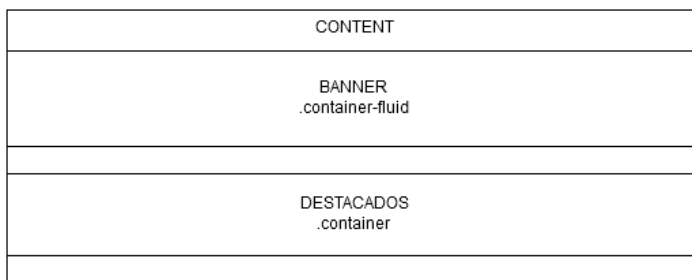 CONTENT
BANNER
.container-fluid
DESTACADOS
.container